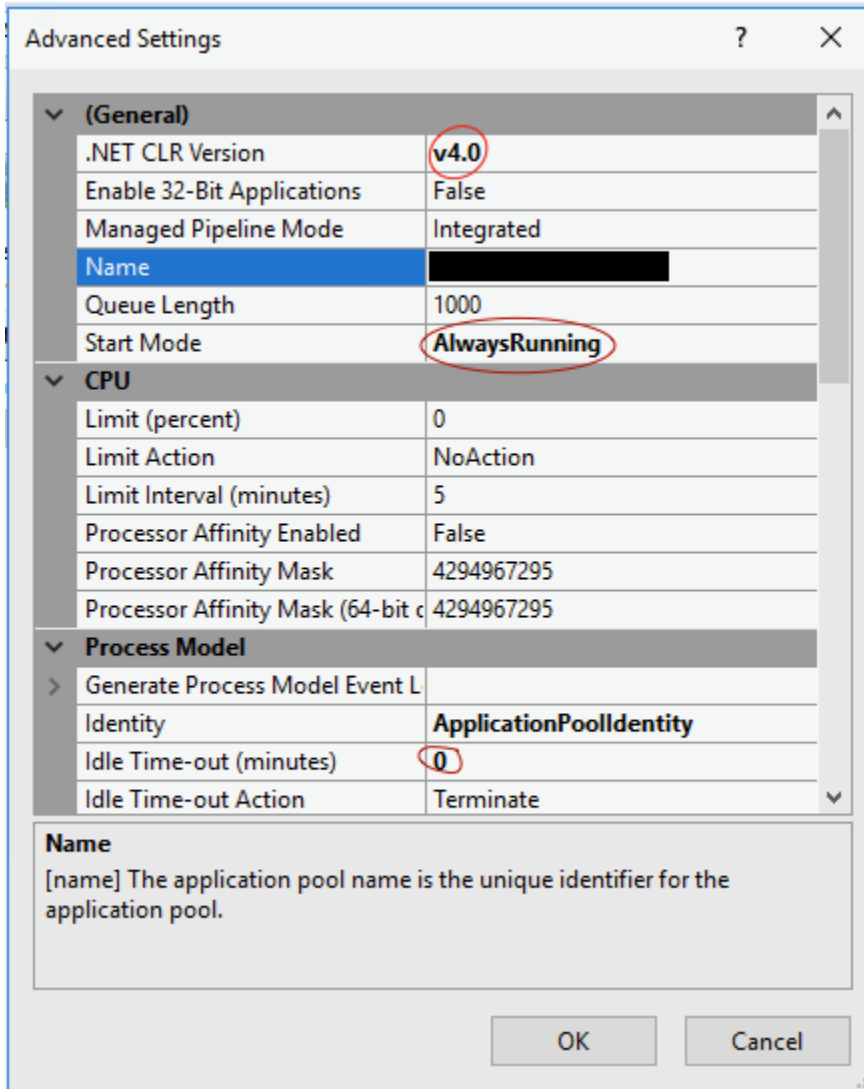 Advanced Settings
(General)
.NET CLR Version v4.0
Enable 32-Bit Applications False
Managed Pipeline Mode Integrated
Name
Queue Length 1000
Start Mode AlwaysRunning
CPU
Limit (percent) 0
Limit Action NoAction
Limit Interval (minutes) 5
Processor Affinity Enabled False
Processor Affinity Mask 4294967295
Processor Affinity Mask (64-bit 4294967295
Process Model
Generate Process Model Event
Identity ApplicationPoolIdentity
Idle Time-out (minutes) 0
Idle Time-out Action Terminate
Name
[name] The application pool name is the unique identifier for the
application pool.
OK Cancel